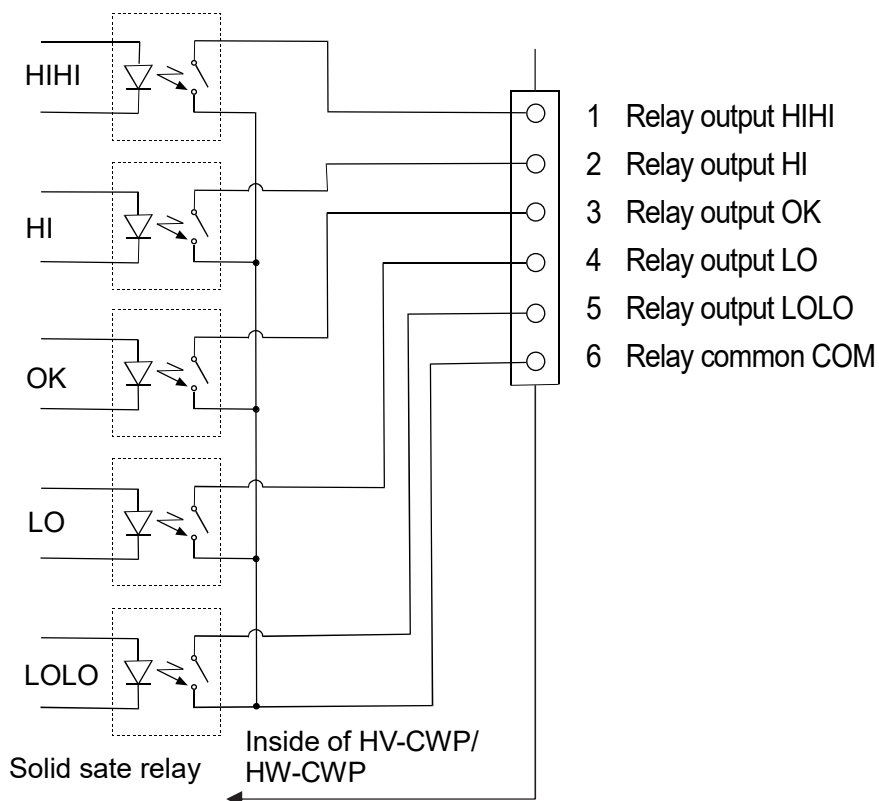 HIHI
HI
OK
LO
LOLO
1 Relay output HIHI
2 Relay output HI
3 Relay output OK
4 Relay output LO
5 Relay output LOLO
6 Relay common COM
Solid sate relay
Inside of HV-CWP/
HW-CWP